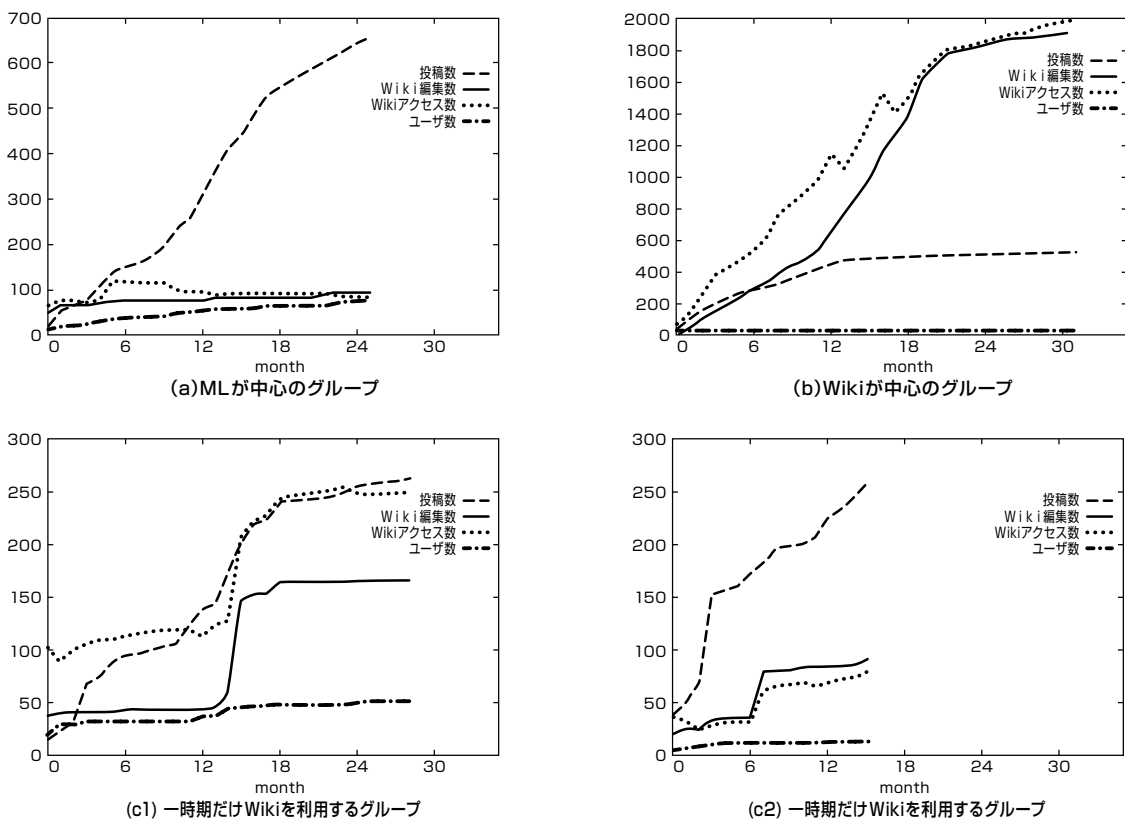 700
600
500
400
300
200
100
0
投稿数
Wiki編集数
Wikiアクセス数
ユーザ数
0 6 12 18 24 30
month
(a)MLが中心のグループ
2000
1800
1600
1400
1200
1000
800
600
400
200
0
投稿数
Wiki編集数
Wikiアクセス数
ユーザ数
0 6 12 18 24 30
month
(b)Wikiが中心のグループ
300
250
200
150
100
50
0
投稿数
Wiki編集数
Wikiアクセス数
ユーザ数
0 6 12 18 24 30
month
(c1) 一時期だけWikiを利用するグループ
300
250
200
150
100
50
0
投稿数
Wiki編集数
Wikiアクセス数
ユーザ数
0 6 12 18 24 30
month
(c2) 一時期だけWikiを利用するグループ